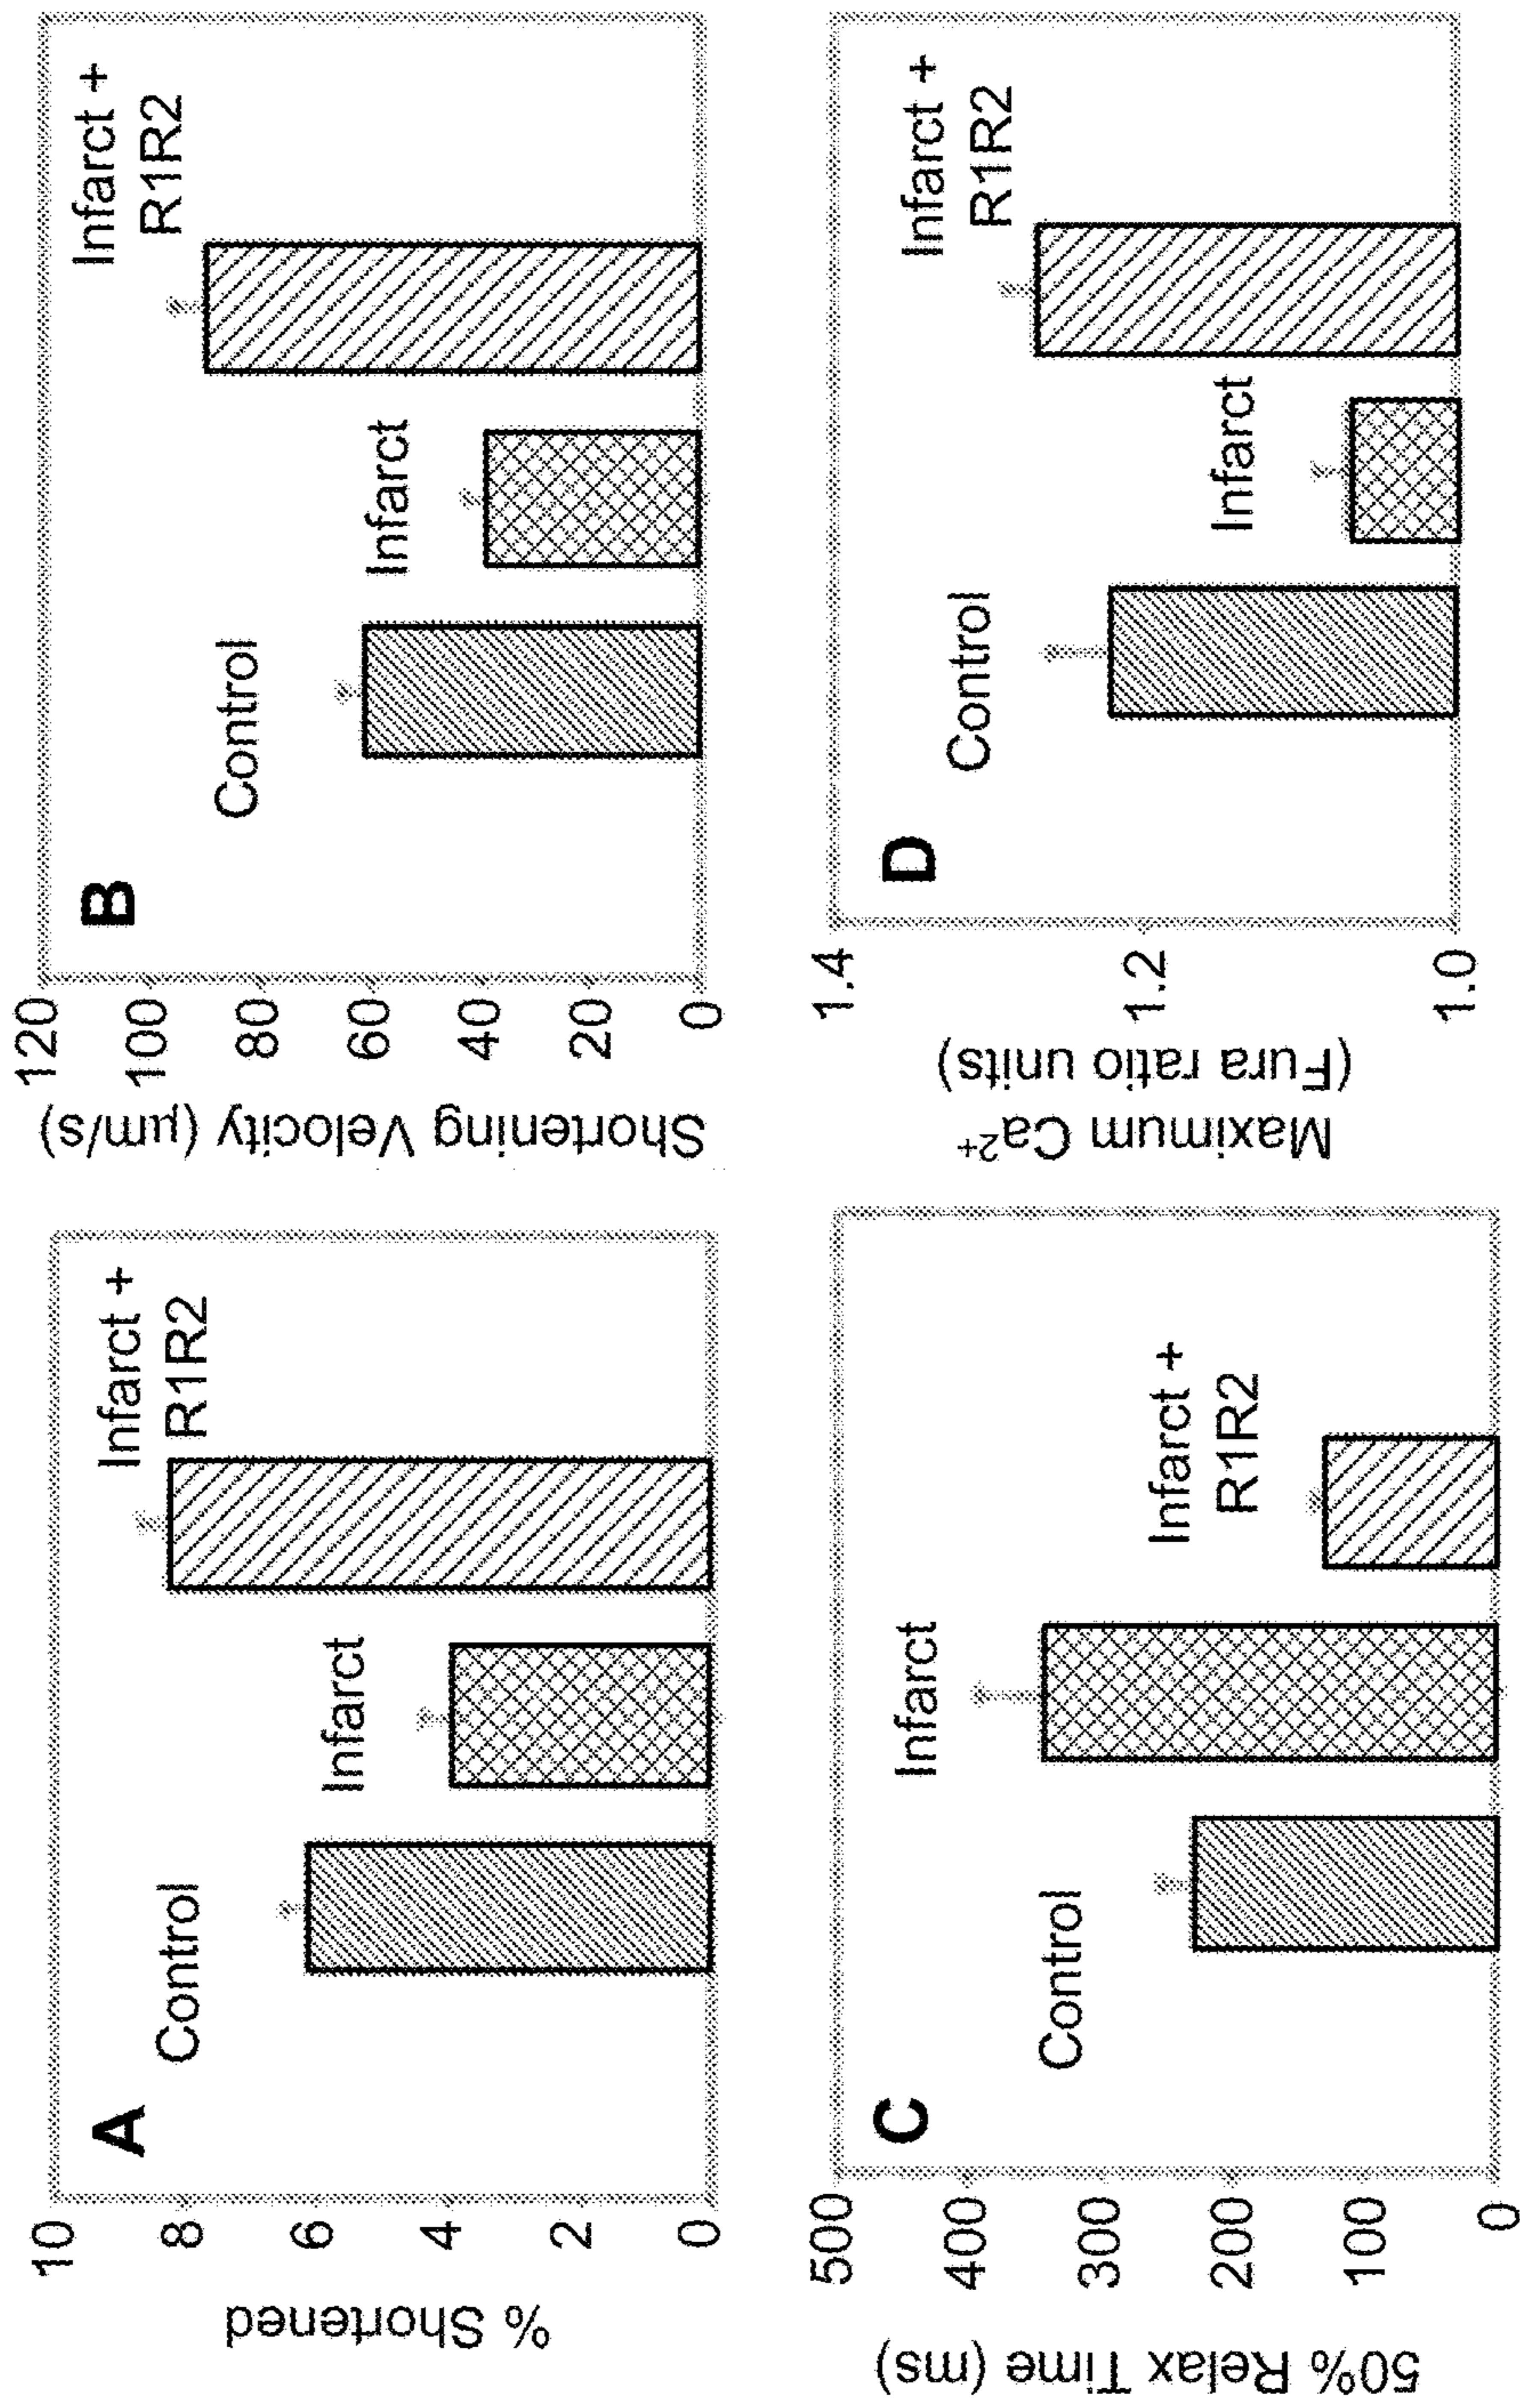 A
% Shortened
10
8
6
4
2
0
Control
Infarct
Infarct +
R1R2
B
Shortening Velocity (μm/s)
120
100
80
60
40
20
0
Control
Infarct
Infarct +
R1R2
C
50% Relax Time (ms)
500
400
300
200
100
0
Control
Infarct
Infarct +
R1R2
D
Maximum Ca²⁺
(Fura ratio units)
1.4
1.2
1.0
Control
Infarct
Infarct +
R1R2